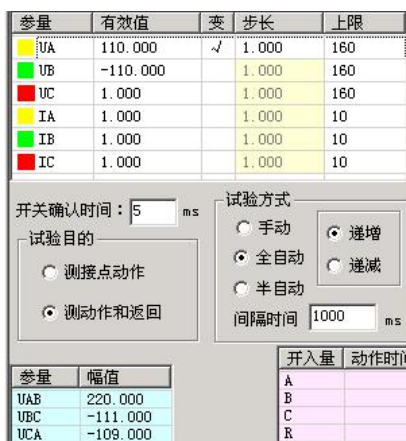 参量 有效值 变 步长 上限
UA 110.000 √ 1.000 160
UB -110.000 1.000 160
UC 1.000 1.000 160
IA 1.000 1.000 10
IB 1.000 1.000 10
IC 1.000 1.000 10
开关确认时间：5 ms
试验目的
测接点动作
测动作和返回
试验方式
手动
全自动
半自动
递增
递减
间隔时间 1000 ms
参量 幅值
UAB 220.000
UBC -111.000
UCA -109.000
开入量 动作时间
A
B
C
R